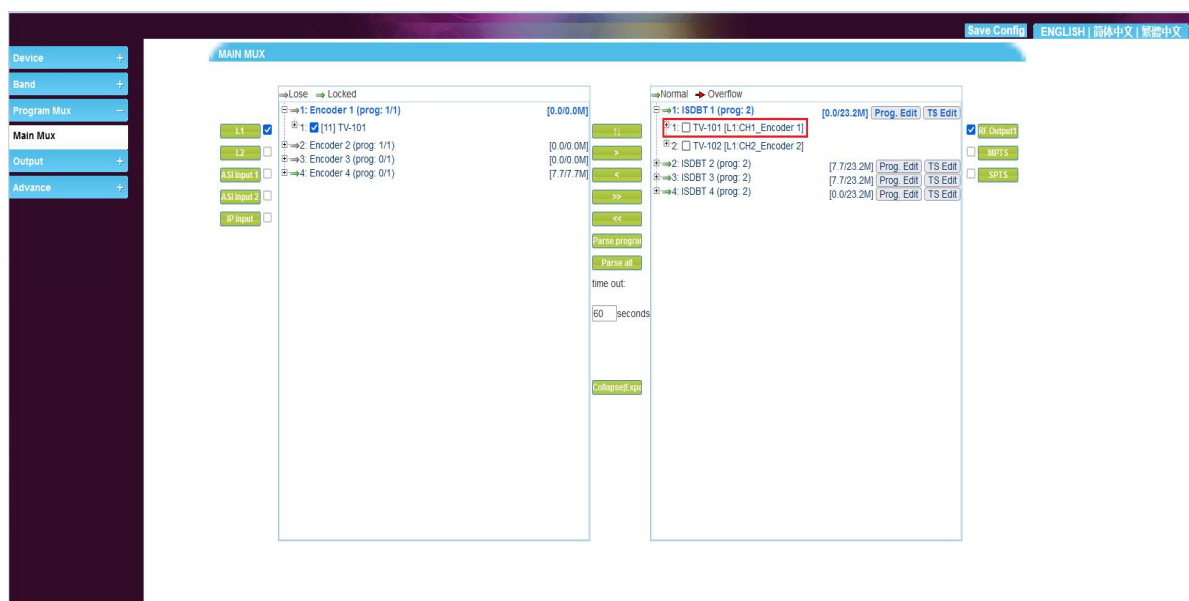 Save Config ENGLISH | 简体中文 | 繁體中文
Device +
Band +
Program Mux −
Main Mux
Output +
Advance +
MAIN MUX
L1
L2
ASI Input 1
ASI Input 2
IP Input
Lose Locked
1: Encoder 1 (prog: 1/1) [0.0/0.0M]
1: [11] TV-101
2: Encoder 2 (prog: 1/1) [0.0/0.0M]
3: Encoder 3 (prog: 0/1) [0.0/0.0M]
4: Encoder 4 (prog: 0/1) [7.7/7.7M]
↑↓
>
<
>>
<<
Parse program
Parse all
time out:
60 seconds
Collapse|Expa
Normal Overflow
1: ISDBT 1 (prog: 2) [0.0/23.2M] Prog. Edit TS Edit
1: TV-101 [L1:CH1_Encoder 1]
2: TV-102 [L1:CH2_Encoder 2]
2: ISDBT 2 (prog: 2) [7.7/23.2M] Prog. Edit TS Edit
3: ISDBT 3 (prog: 2) [7.7/23.2M] Prog. Edit TS Edit
4: ISDBT 4 (prog: 2) [0.0/23.2M] Prog. Edit TS Edit
RF Output1
MPTS
SPTS